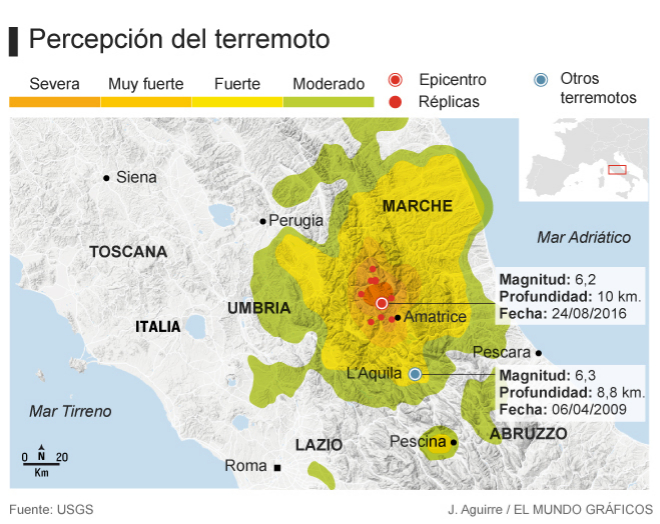 Percepción del terremoto
Severa
Muy fuerte
Fuerte
Moderado
Epicentro
Réplicas
Otros
terremotos
Siena
Perugia
MARCHE
TOSCANA
Mar Adriático
Magnitud: 6,2
Profundidad: 10 km.
Fecha: 24/08/2016
UMBRIA
ITALIA
Amatrice
Pescara
L'Aquila
Magnitud: 6,3
Profundidad: 8,8 km.
Fecha: 06/04/2009
Mar Tirreno
ABRUZZO
LAZIO
Pescina
0 N 20
Km
Roma
Fuente: USGS
J. Aguirre / EL MUNDO GRÁFICOS